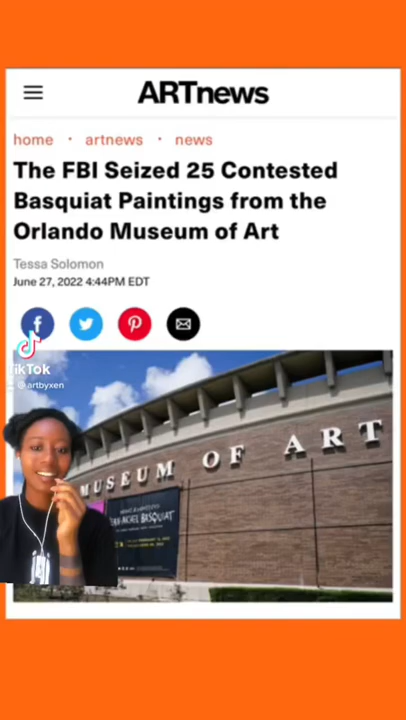 ARTnews
home · artnews · news
The FBI Seized 25 Contested
Basquiat Paintings from the
Orlando Museum of Art
Tessa Solomon
June 27, 2022 4:44PM EDT
TikTok
@artbyxen
MUSEUM OF ART
BASQUIAT